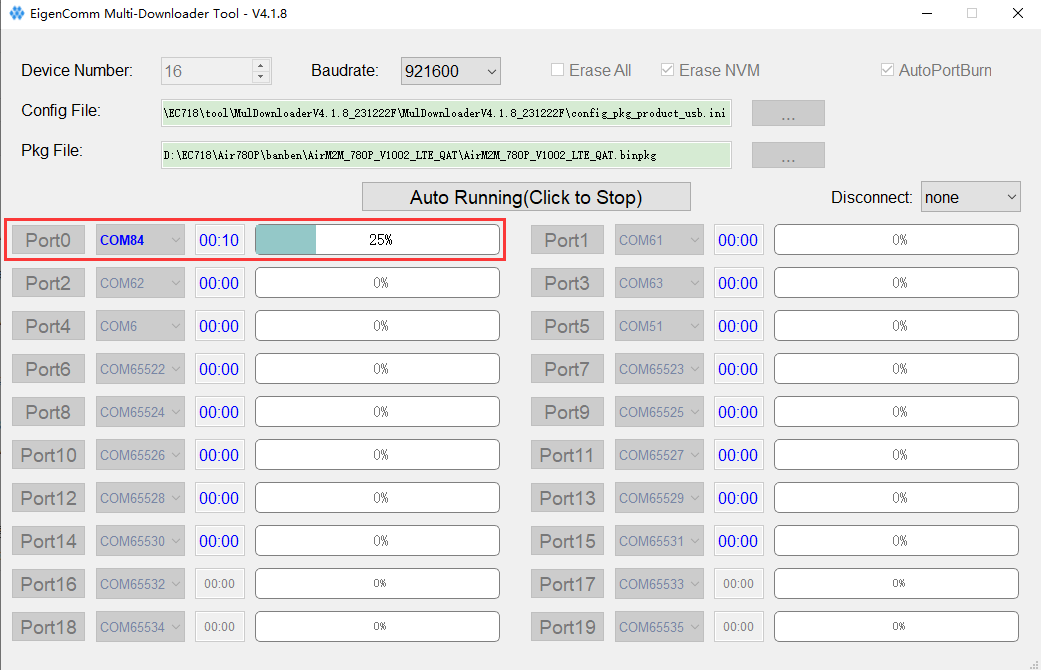 EigenComm Multi-Downloader Tool - V4.1.8
Device Number: 16 Baudrate: 921600 Erase All Erase NVM AutoPortBurn
Config File: \EC718\tool\MulDownloaderV4.1.8_231222F\MulDownloaderV4.1.8_231222F\config_pkg_product_usb.ini ...
Pkg File: D:\EC718\Air780P\banben\AirM2M_780P_V1002_LTE_QAT\AirM2M_780P_V1002_LTE_QAT.binpkg ...
Auto Running(Click to Stop) Disconnect: none
Port0 COM84 00:10 25% Port1 COM61 00:00 0%
Port2 COM62 00:00 0% Port3 COM63 00:00 0%
Port4 COM6 00:00 0% Port5 COM51 00:00 0%
Port6 COM65522 00:00 0% Port7 COM65523 00:00 0%
Port8 COM65524 00:00 0% Port9 COM65525 00:00 0%
Port10 COM65526 00:00 0% Port11 COM65527 00:00 0%
Port12 COM65528 00:00 0% Port13 COM65529 00:00 0%
Port14 COM65530 00:00 0% Port15 COM65531 00:00 0%
Port16 COM65532 00:00 0% Port17 COM65533 00:00 0%
Port18 COM65534 00:00 0% Port19 COM65535 00:00 0%